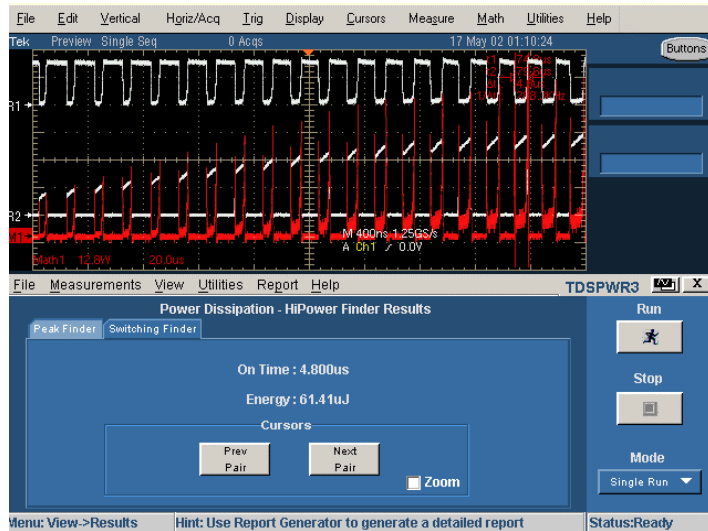 File Edit Vertical Horiz/Acq Trig Display Cursors Measure Math Utilities Help
Tek Preview Single Seq 0 Acqs 17 May 02 01:10:24
Buttons
R1
R2
M 400ns 1.25GS/s
A Ch1 / 0.0V
Math1 12.8W 20.0us
File Measurements View Utilities Report Help TDSPWR3 X
Power Dissipation - HiPower Finder Results
Run
Peak Finder Switching Finder
On Time : 4.800us
Stop
Energy : 61.41uJ
Cursors
Prev Pair
Next Pair
Zoom
Mode
Single Run
Menu: View->Results Hint: Use Report Generator to generate a detailed report Status:Ready